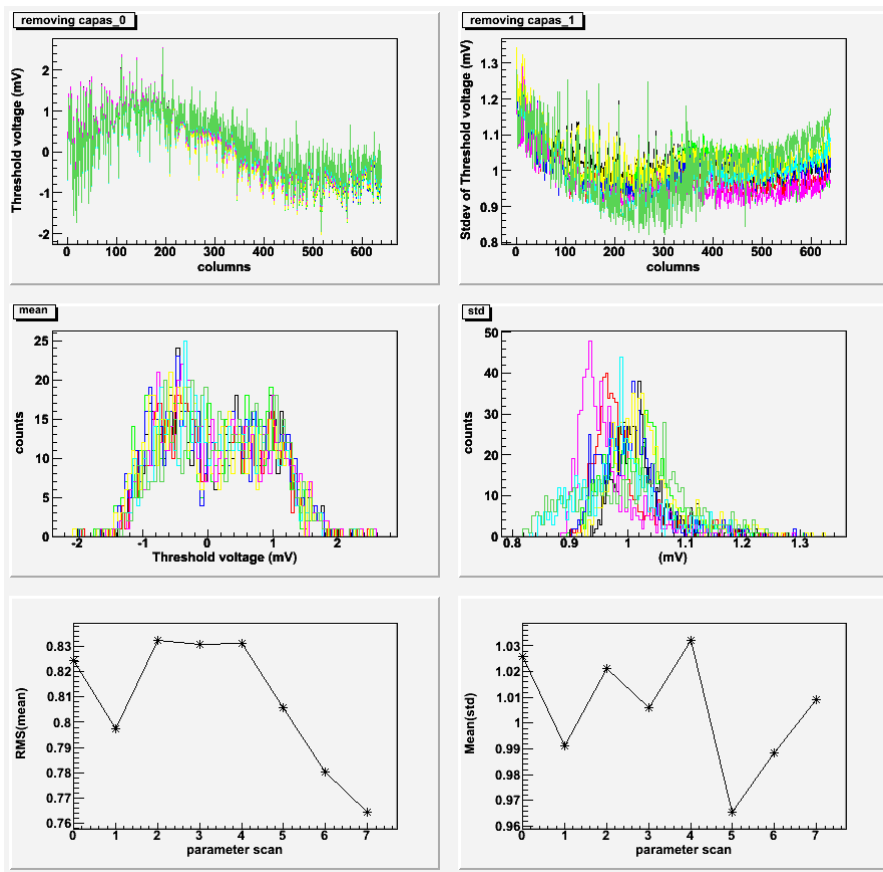 removing capas_0
Threshold voltage (mV)
2
1
0
-1
-2
0 100 200 300 400 500 600
columns
removing capas_1
Stdev of Threshold voltage (mV)
1.3
1.2
1.1
1
0.9
0.8
0 100 200 300 400 500 600
columns
mean
counts
25
20
15
10
5
0
-2 -1 0 1 2
Threshold voltage (mV)
std
counts
50
40
30
20
10
0
0.8 0.9 1 1.1 1.2 1.3
(mV)
RMS(mean)
0.83
0.82
0.81
0.8
0.79
0.78
0.77
0.76
0 1 2 3 4 5 6 7
parameter scan
Mean(std)
1.03
1.02
1.01
1
0.99
0.98
0.97
0.96
0 1 2 3 4 5 6 7
parameter scan